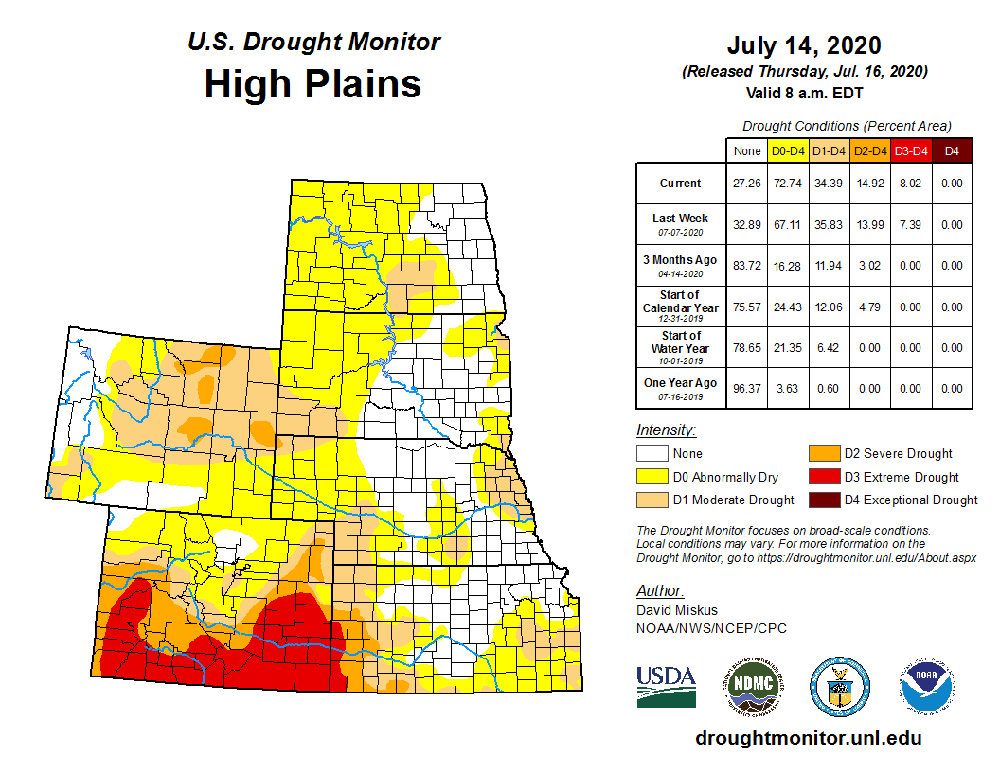 U.S. Drought Monitor
High Plains
July 14, 2020
(Released Thursday, Jul. 16, 2020)
Valid 8 a.m. EDT
Drought Conditions (Percent Area)
None D0-D4 D1-D4 D2-D4 D3-D4 D4
Current 27.26 72.74 34.39 14.92 8.02 0.00
Last Week
07-07-2020 32.89 67.11 35.83 13.99 7.39 0.00
3 Months Ago
04-14-2020 83.72 16.28 11.94 3.02 0.00 0.00
Start of
Calendar Year
12-31-2019 75.57 24.43 12.06 4.79 0.00 0.00
Start of
Water Year
10-01-2019 78.65 21.35 6.42 0.00 0.00 0.00
One Year Ago
07-16-2019 96.37 3.63 0.60 0.00 0.00 0.00
Intensity:
None
D0 Abnormally Dry
D1 Moderate Drought
D2 Severe Drought
D3 Extreme Drought
D4 Exceptional Drought
The Drought Monitor focuses on broad-scale conditions.
Local conditions may vary. For more information on the
Drought Monitor, go to https://droughtmonitor.unl.edu/About.aspx
Author:
David Miskus
NOAA/NWS/NCEP/CPC
USDA
NDMC
NOAA
droughtmonitor.unl.edu